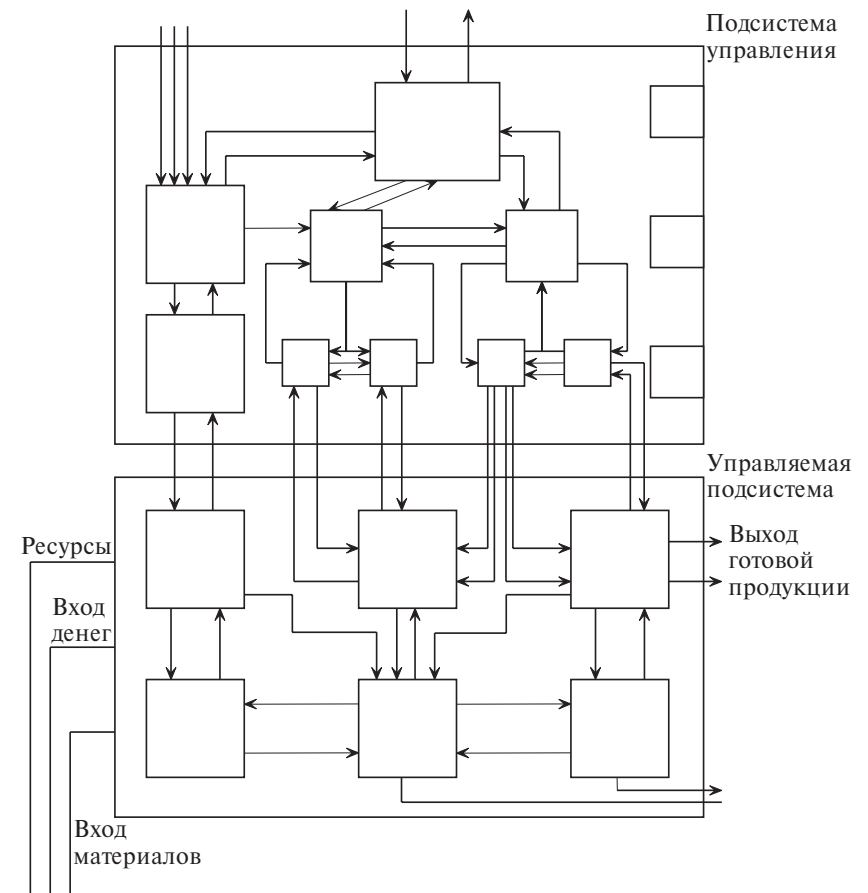 Подсистема
управления
Управляемая
подсистема
Ресурсы
Выход
готовой
продукции
Вход
денег
Вход
материалов